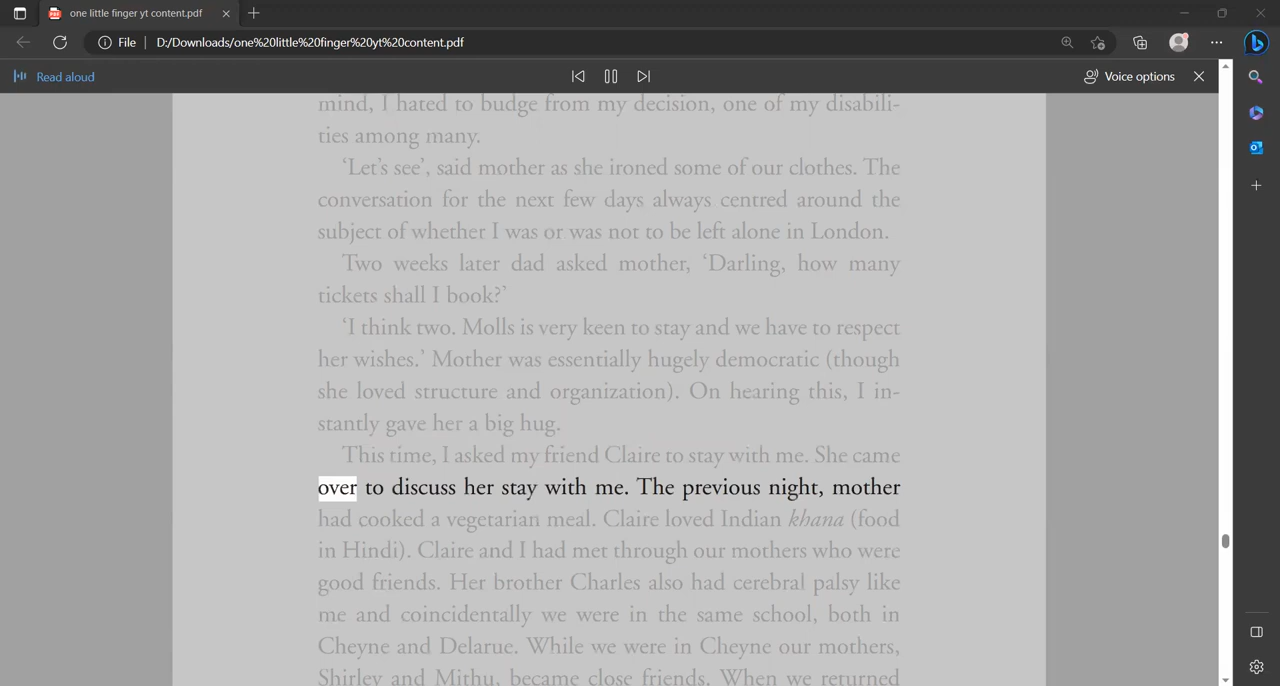 one little finger yt content.pdf
File
D:/Downloads/one%20little%20finger%20yt%20content.pdf
Read aloud
Voice options
mind, I hated to budge from my decision, one of my disabili-
ties among many.
‘Let’s see’, said mother as she ironed some of our clothes. The
conversation for the next few days always centred around the
subject of whether I was or was not to be left alone in London.
Two weeks later dad asked mother, ‘Darling, how many
tickets shall I book?’
‘I think two. Molls is very keen to stay and we have to respect
her wishes.’ Mother was essentially hugely democratic (though
she loved structure and organization). On hearing this, I in-
stantly gave her a big hug.
This time, I asked my friend Claire to stay with me. She came
over to discuss her stay with me. The previous night, mother
had cooked a vegetarian meal. Claire loved Indian khana (food
in Hindi). Claire and I had met through our mothers who were
good friends. Her brother Charles also had cerebral palsy like
me and coincidentally we were in the same school, both in
Cheyne and Delarue. While we were in Cheyne our mothers,
Shirley and Mithu, became close friends. When we returned